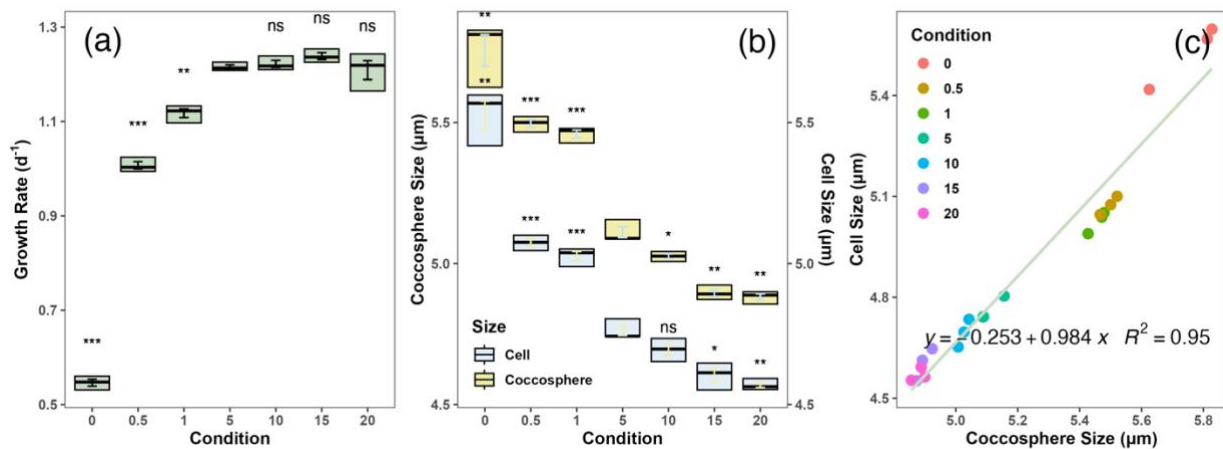 (a)
ns
ns
ns
**
***
***
1.3
1.1
0.9
0.7
0.5
Growth Rate (d⁻¹)
0 0.5 1 5 10 15 20
Condition
(b)
**
**
***
***
***
***
*
**
**
ns
*
**
5.5
5.0
4.5
Coccosphere Size (μm)
Size
Cell
Coccosphere
0 0.5 1 5 10 15 20
Condition
5.5
5.0
4.5
Cell Size (μm)
(c)
Condition
0
0.5
1
5
10
15
20
5.4
5.1
4.8
4.5
Cell Size (μm)
y = −0.253 + 0.984 x R² = 0.95
5.0 5.2 5.4 5.6 5.8
Coccosphere Size (μm)